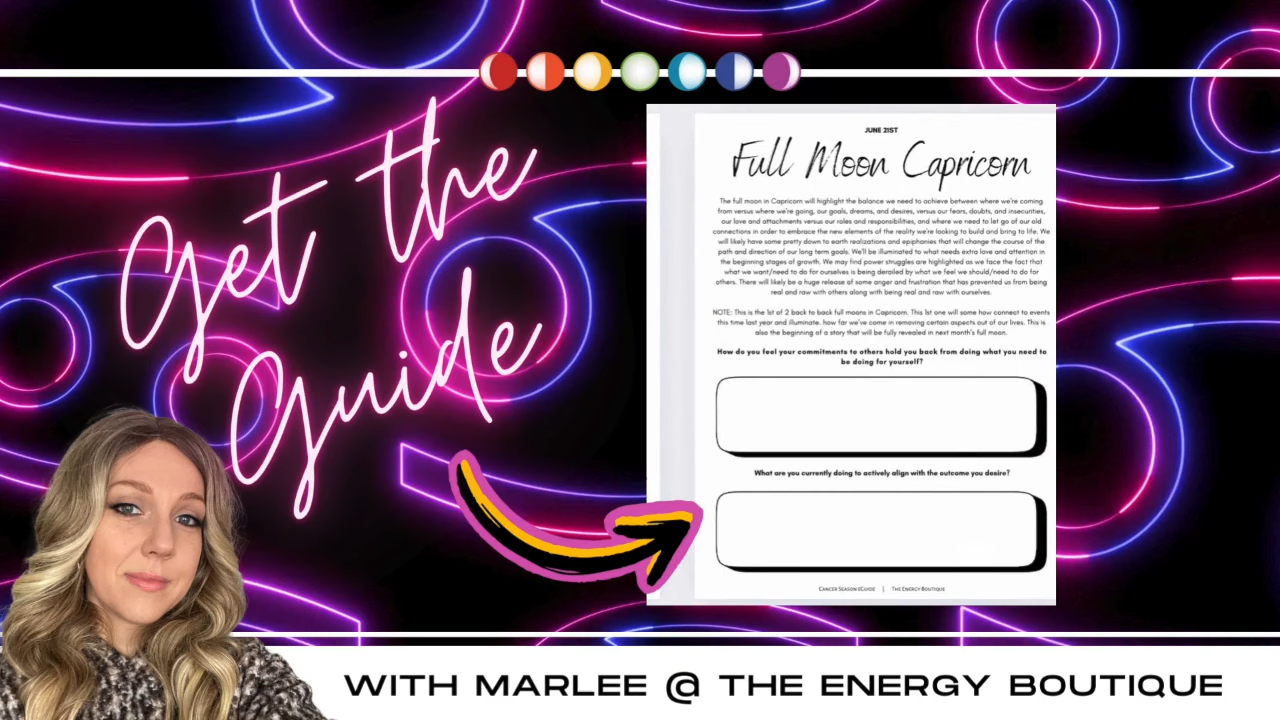 Get the
Guide
JUNE 21ST
Full Moon Capricorn
The full moon in Capricorn will highlight the balance we need to achieve between where we're coming
from versus where we're going, our goals, dreams, and desires, versus our fears, doubts, and insecurities,
our love and attachments versus our roles and responsibilities, and where we need to let go of our old
connections in order to embrace the new elements of the reality we're looking to build and bring to life. We
will likely have some pretty down to earth realizations and epiphanies that will change the course of the
path and direction of our long term goals. We'll be illuminated to what needs extra love and attention in
the beginning stages of growth. We may find power struggles are highlighted as we face the fact that
what we want/need to do for ourselves is being derailed by what we feel we should/need to do for
others. There will likely be a huge release of some anger and frustration that has prevented us from being
real and raw with others along with being real and raw with ourselves.
NOTE: This is the 1st of 2 back to back full moons in Capricorn. This 1st one will some how connect to events
this time last year and illuminate. how far we've come in removing certain aspects out of our lives. This is
also the beginning of a story that will be fully revealed in next month's full moon.
How do you feel your commitments to others hold you back from doing what you need to
be doing for yourself?
What are you currently doing to actively align with the outcome you desire?
CANCER SEASON EGUIDE | THE ENERGY BOUTIQUE
WITH MARLEE @ THE ENERGY BOUTIQUE